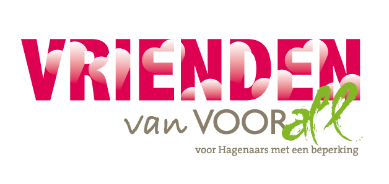 VRIENDEN
van VOORall
voor Hagenaars met een beperking